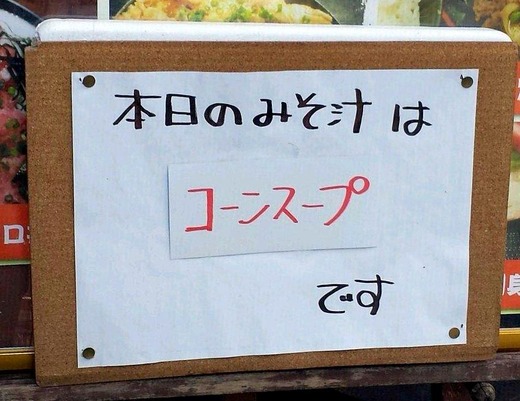 本日のみそ汁は
コーンスープ
です